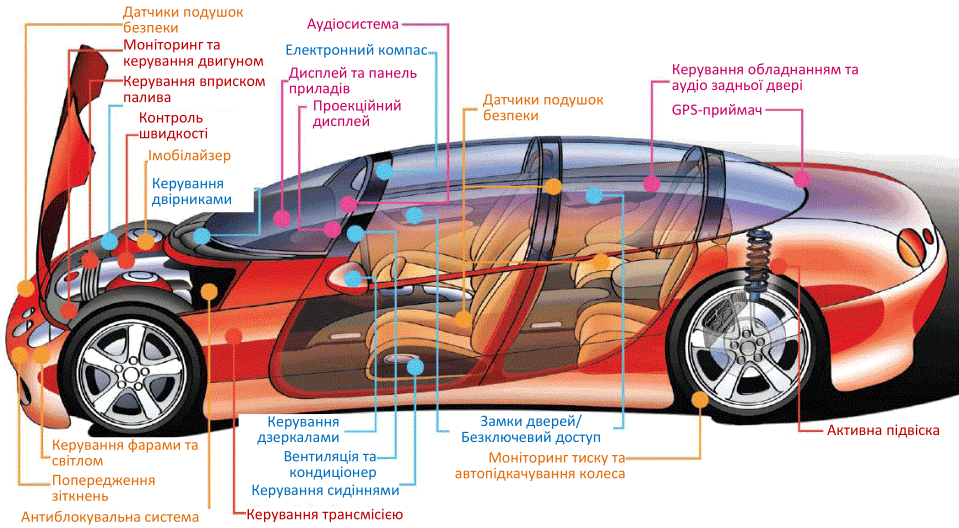 Датчики подушок
безпеки
Моніторинг та
керування двигуном
Керування вприском
палива
Контроль
швидкості
Імобілайзер
Керування
двірниками
Аудіосистема
Електронний компас
Дисплей та панель
приладів
Проекційний
дисплей
Датчики подушок
безпеки
Керування обладнанням та
аудіо задньої двері
GPS-приймач
Керування фарами та
світлом
Попередження
зіткнень
Антиблокувальна система
Керування
дзеркалами
Вентиляція та
кондиціонер
Керування сидіннями
Керування трансмісією
Замки дверей/
Безключевий доступ
Моніторинг тиску та
автопідкачування колеса
Активна підвіска